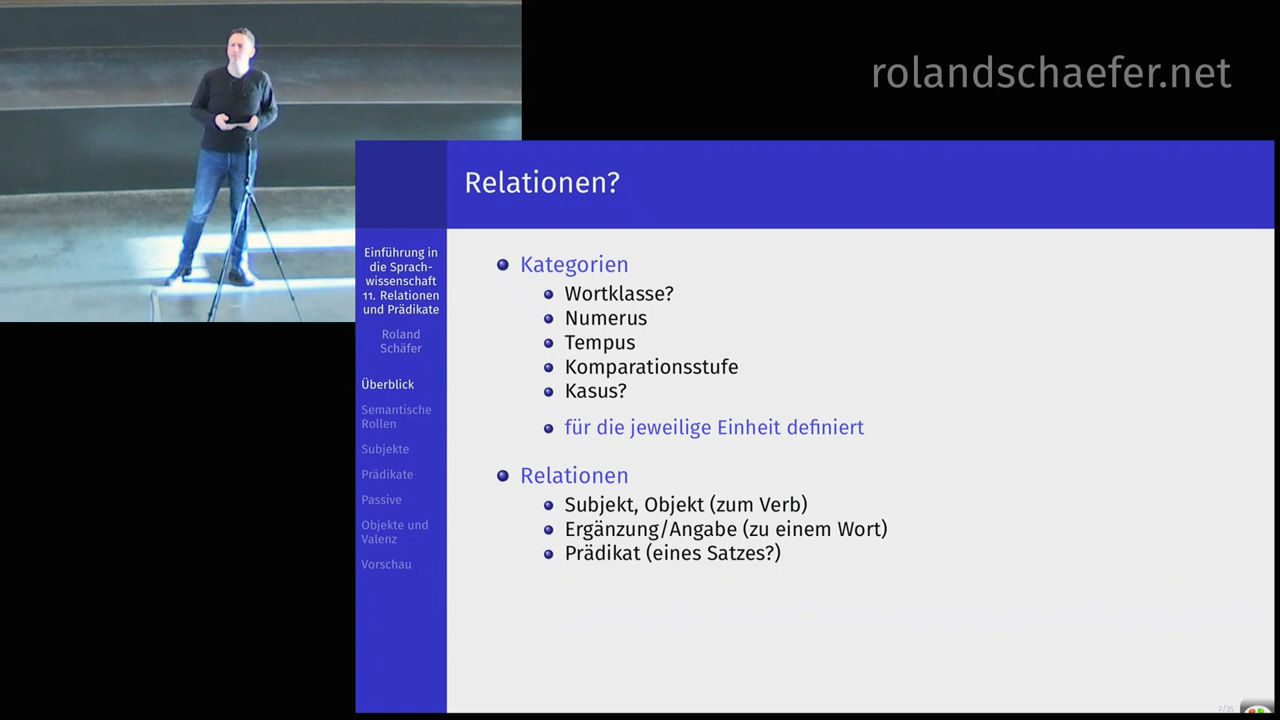 rolandschaefer.net
Relationen?
Einführung in
die Sprach-
wissenschaft
11. Relationen
und Prädikate
Roland
Schäfer
Überblick
Semantische
Rollen
Subjekte
Prädikate
Passive
Objekte und
Valenz
Vorschau
Kategorien
Wortklasse?
Numerus
Tempus
Komparationsstufe
Kasus?
für die jeweilige Einheit definiert
Relationen
Subjekt, Objekt (zum Verb)
Ergänzung/Angabe (zu einem Wort)
Prädikat (eines Satzes?)